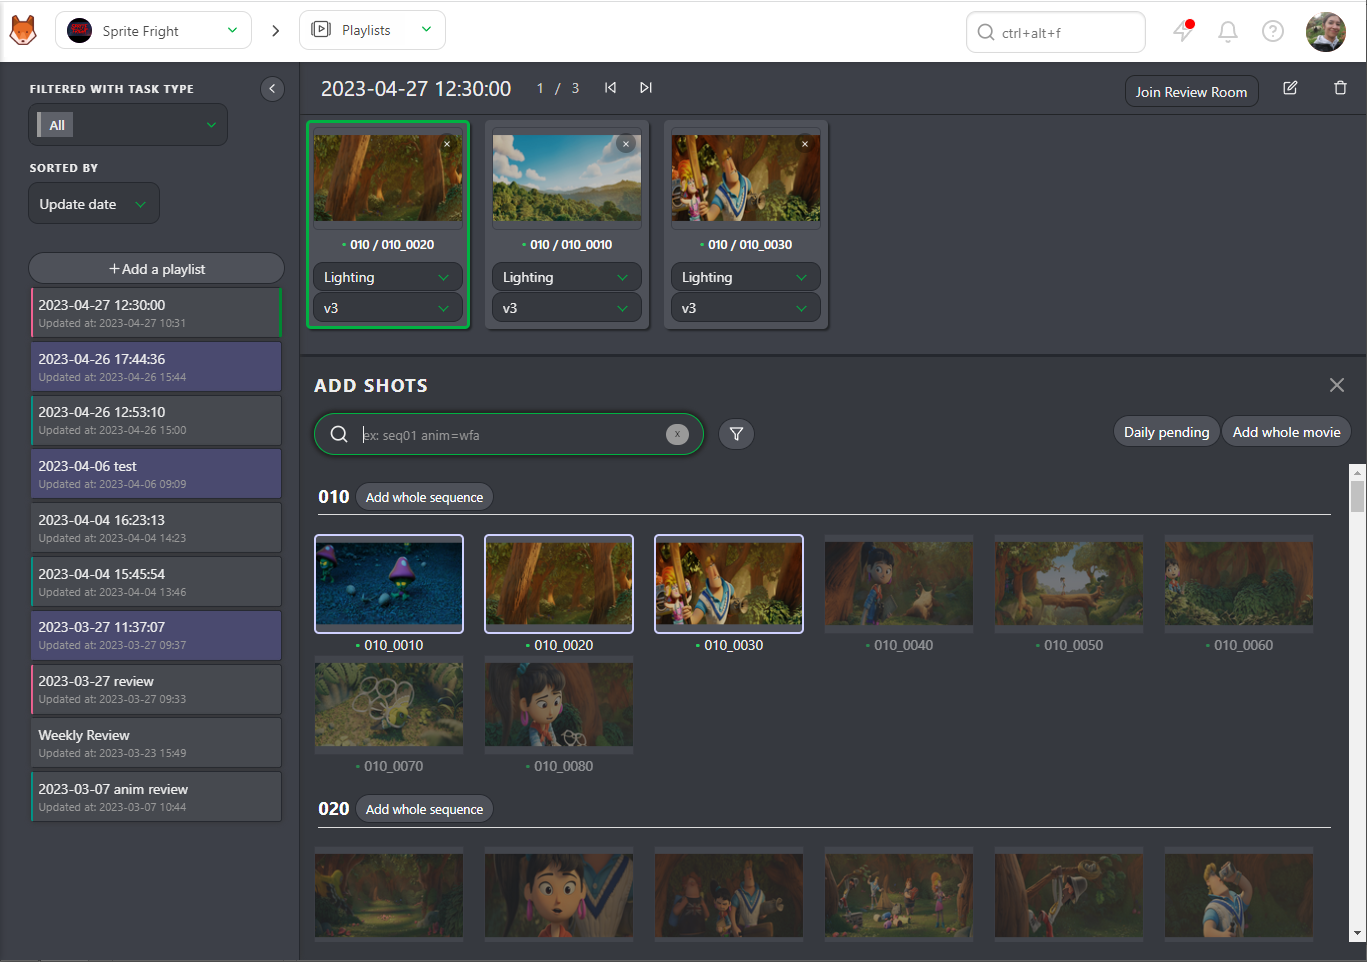 Sprite Fright
Playlists
ctrl+alt+f
FILTERED WITH TASK TYPE
All
SORTED BY
Update date
+ Add a playlist
2023-04-27 12:30:00
Updated at: 2023-04-27 10:31
2023-04-26 17:44:36
Updated at: 2023-04-26 15:44
2023-04-26 12:53:10
Updated at: 2023-04-26 15:00
2023-04-06 test
Updated at: 2023-04-06 09:09
2023-04-04 16:23:13
Updated at: 2023-04-04 14:23
2023-04-04 15:45:54
Updated at: 2023-04-04 13:46
2023-03-27 11:37:07
Updated at: 2023-03-27 09:37
2023-03-27 review
Updated at: 2023-03-27 09:33
Weekly Review
Updated at: 2023-03-23 15:49
2023-03-07 anim review
Updated at: 2023-03-07 10:44
2023-04-27 12:30:00 1 / 3
Join Review Room
010 / 010_0020
Lighting
v3
010 / 010_0010
Lighting
v3
010 / 010_0030
Lighting
v3
ADD SHOTS
ex: seq01 anim=wfa
x
Daily pending
Add whole movie
010 Add whole sequence
010_0010
010_0020
010_0030
010_0040
010_0050
010_0060
010_0070
010_0080
020 Add whole sequence